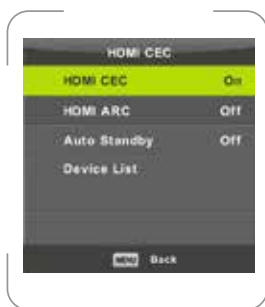 HDMI CEC
HDMI CEC On
HDMI ARC Off
Auto Standby Off
Device List
MENU Back